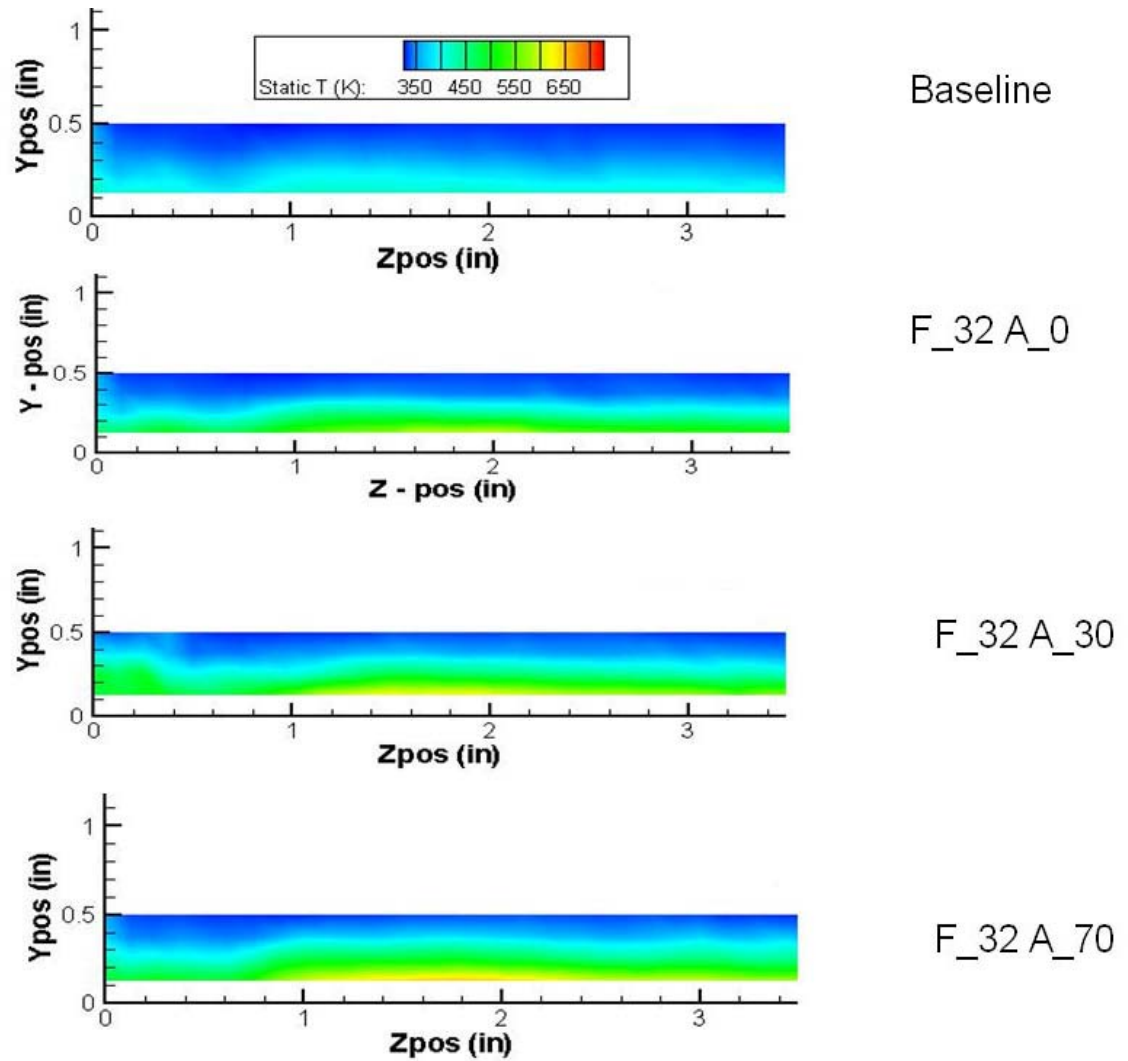 1
Static T (K): 350 450 550 650
Baseline
0.5
Ypos (in)
0
0 1 2 3
Zpos (in)
1
F_32 A_0
0.5
Y - pos (in)
0
0 1 2 3
Z - pos (in)
1
0.5
Ypos (in)
F_32 A_30
0
0 1 2 3
Zpos (in)
1
0.5
Ypos (in)
F_32 A_70
0
0 1 2 3
Zpos (in)